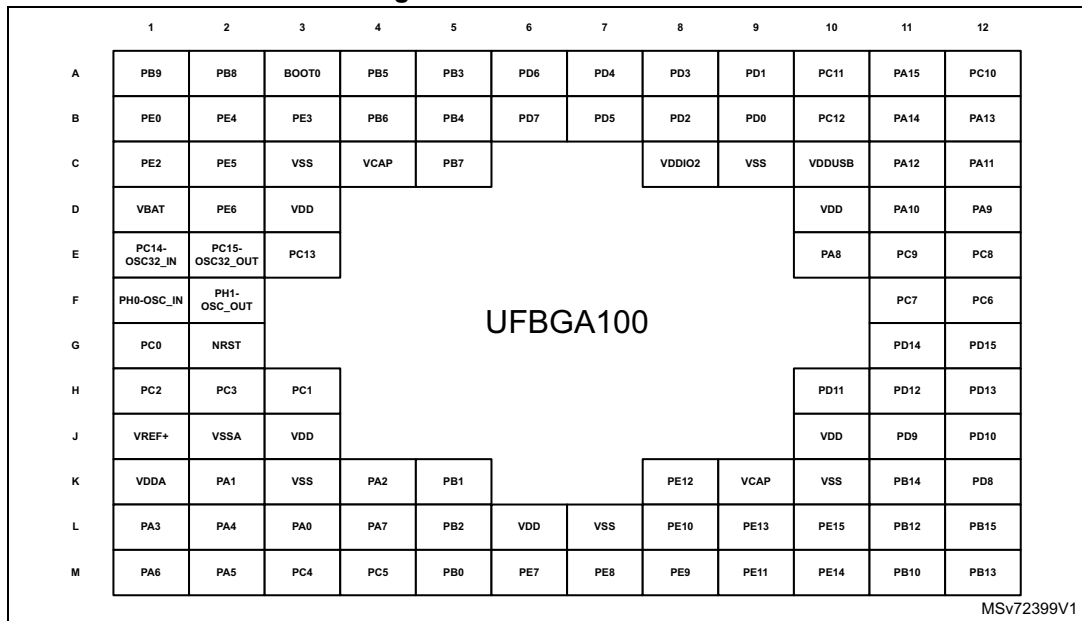 g
1 2 3 4 5 6 7 8 9 10 11 12
A PB9 PB8 BOOT0 PB5 PB3 PD6 PD4 PD3 PD1 PC11 PA15 PC10
B PE0 PE4 PE3 PB6 PB4 PD7 PD5 PD2 PD0 PC12 PA14 PA13
C PE2 PE5 VSS VCAP PB7 VDDIO2 VSS VDDUSB PA12 PA11
D VBAT PE6 VDD VDD PA10 PA9
E PC14-OSC32_IN PC15-OSC32_OUT PC13 PA8 PC9 PC8
F PH0-OSC_IN PH1-OSC_OUT PC7 PC6
UFBGA100
G PC0 NRST PD14 PD15
H PC2 PC3 PC1 PD11 PD12 PD13
J VREF+ VSSA VDD VDD PD9 PD10
K VDDA PA1 VSS PA2 PB1 PE12 VCAP VSS PB14 PD8
L PA3 PA4 PA0 PA7 PB2 VDD VSS PE10 PE13 PE15 PB12 PB15
M PA6 PA5 PC4 PC5 PB0 PE7 PE8 PE9 PE11 PE14 PB10 PB13
MSv72399V1